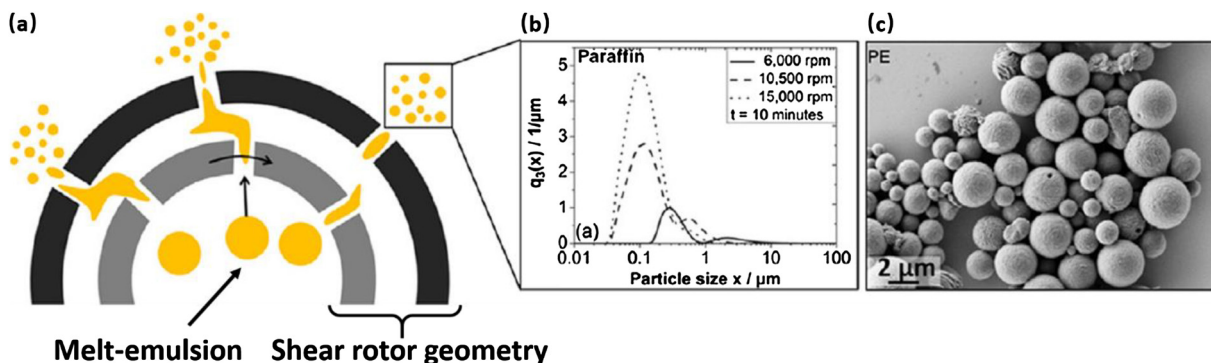 (a)
Melt-emulsion
Shear rotor geometry
(b)
Paraffin
6,000 rpm
10,500 rpm
15,000 rpm
t = 10 minutes
q₃(x) / 1/μm
5
4
3
2
1
0
(a)
0.01
0.1
1
10
100
Particle size x / μm
(c)
PE
2 μm